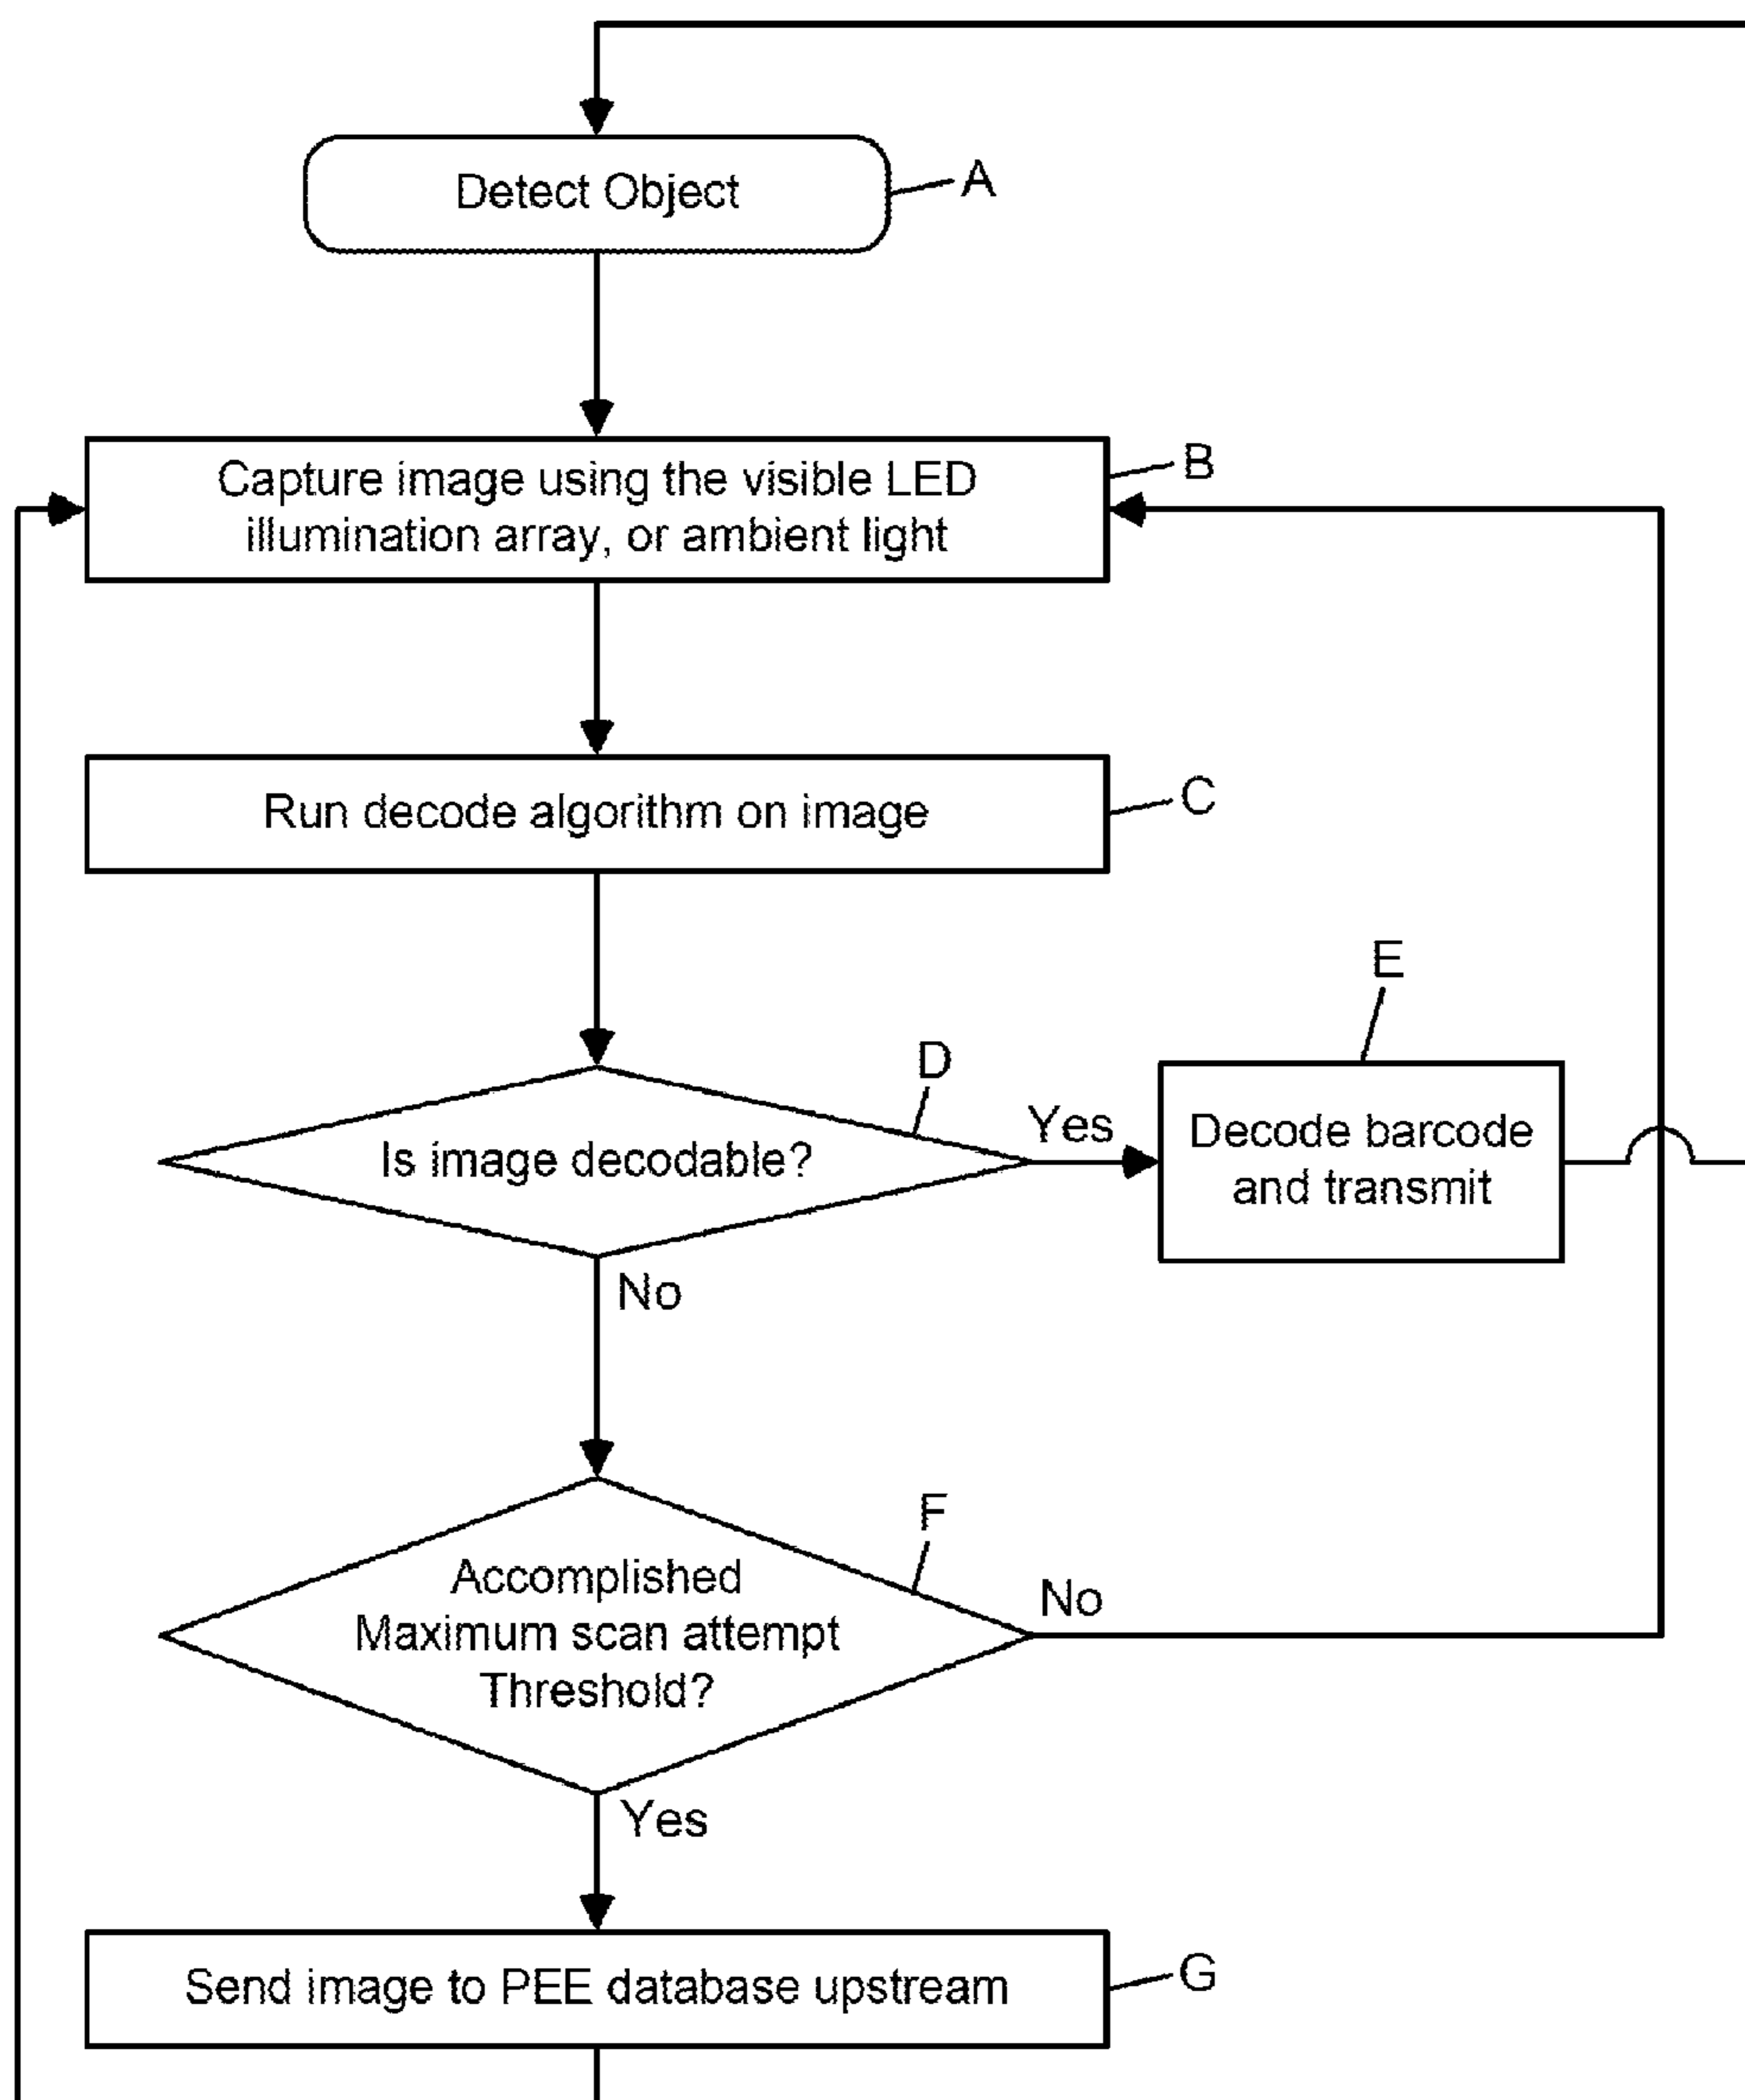 Detect Object
A
Capture image using the visible LED
illumination array, or ambient light
B
Run decode algorithm on image
C
Is image decodable?
D
Yes
Decode barcode
and transmit
E
No
Accomplished
Maximum scan attempt
Threshold?
F
No
Yes
Send image to PEE database upstream
G